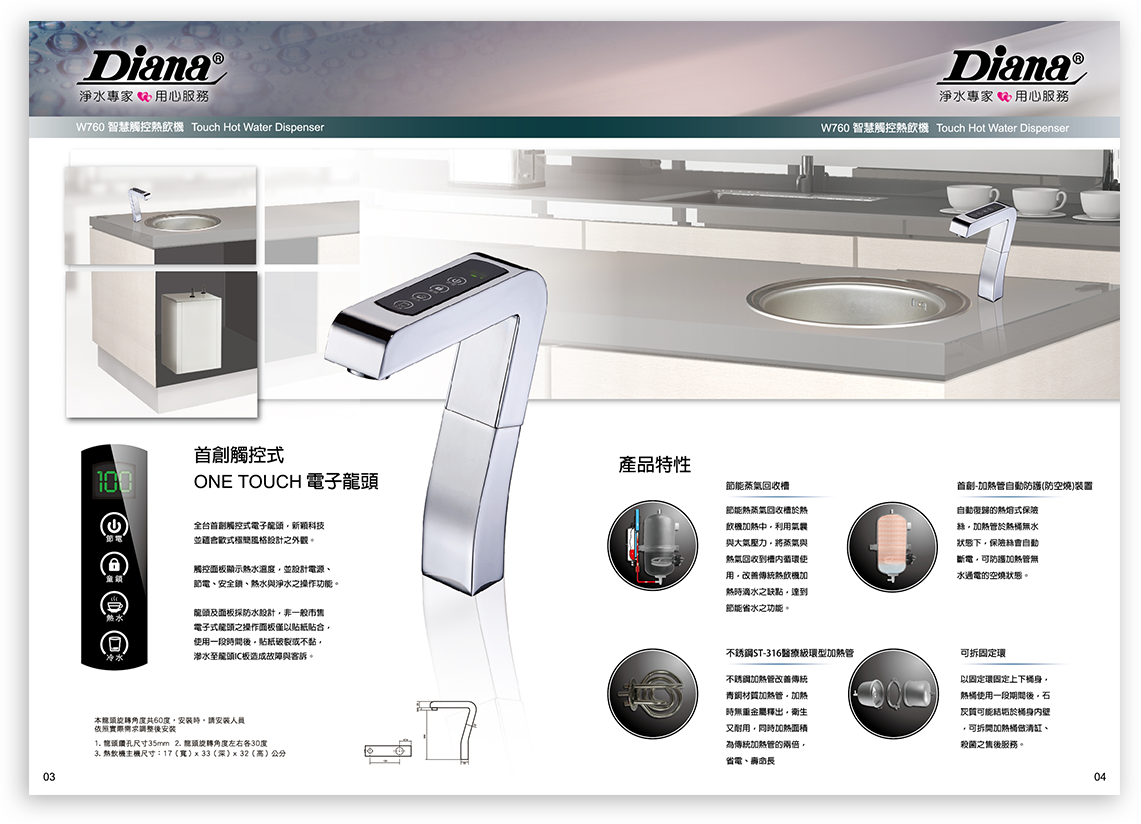 Diana®
淨水專家 用心服務
W760 智慧觸控熱飲機 Touch Hot Water Dispenser
Diana®
淨水專家 用心服務
W760 智慧觸控熱飲機 Touch Hot Water Dispenser
100
節電
童鎖
熱水
冷水
首創觸控式
ONE TOUCH 電子龍頭
全台首創觸控式電子龍頭，新穎科技
並蘊含歐式極簡風格設計之外觀。
觸控面板顯示熱水溫度，並設計電源、
節電、安全鎖、熱水與淨水之操作功能。
龍頭及面板採防水設計，非一般市售
電子式龍頭之操作面板僅以貼紙貼合，
使用一段時間後，貼紙破裂或不黏，
滲水至龍頭IC板造成故障與客訴。
本龍頭旋轉角度共60度，安裝時，請安裝人員
依照實際需求調整後安裝
1. 龍頭鑽孔尺寸35mm 2. 龍頭旋轉角度左右各30度
3. 熱飲機主機尺寸：17（寬）x 33（深）x 32（高）公分
03
產品特性
節能蒸氣回收槽
節能熱蒸氣回收槽於熱
飲機加熱中，利用氣囊
與大氣壓力，將蒸氣與
熱氣回收到槽內循環使
用，改善傳統熱飲機加
熱時滴水之缺點，達到
節能省水之功能。
首創-加熱管自動防護(防空燒)裝置
自動復歸的熱熔式保險
絲，加熱管於熱桶無水
狀態下，保險絲會自動
斷電，可防護加熱管無
水通電的空燒狀態。
不銹鋼ST-316醫療級環型加熱管
不銹鋼加熱管改善傳統
青銅材質加熱管，加熱
時無重金屬釋出，衛生
又耐用，同時加熱面積
為傳統加熱管的兩倍，
省電、壽命長
可拆固定環
以固定環固定上下桶身，
熱桶使用一段期間後，石
灰質可能結垢於桶身內壁
，可拆開加熱桶做清缸、
殺菌之售後服務。
04